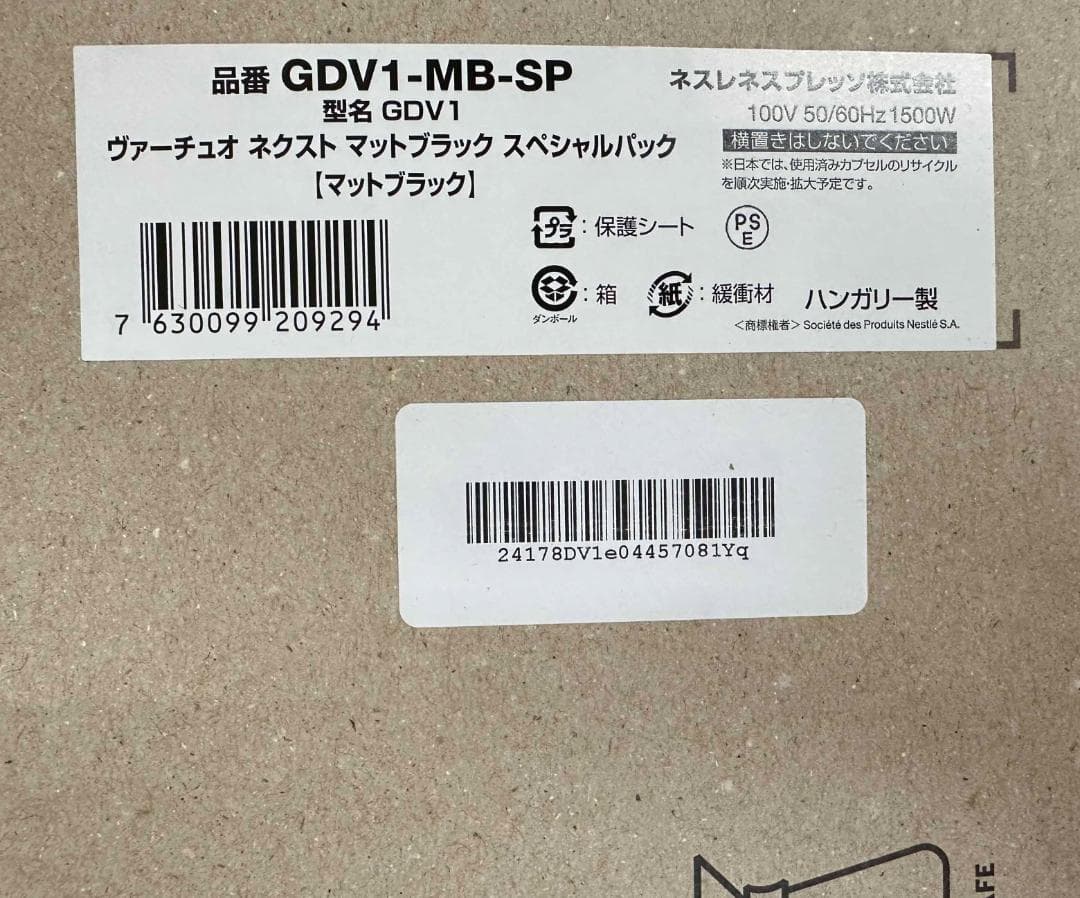 品番 GDV1-MB-SP
型名 GDV1
ヴァーチュオ ネクスト マットブラック スペシャルパック
【マットブラック】
7 630099 209294
ネスレネスプレッソ株式会社
100V 50/60Hz 1500W
横置きはしないでください
※日本では、使用済みカプセルのリサイクル
を順次実施・拡大予定です。
プラ : 保護シート
PS
E
ダンボール : 箱
紙 : 緩衝材
ハンガリー製
<商標権者> Société des Produits Nestlé S.A.
24178DV1e04457081Yq